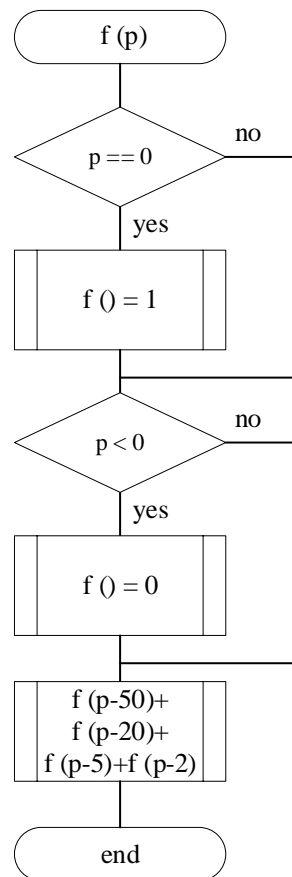 f (p)
p == 0
no
yes
f () = 1
p < 0
no
yes
f () = 0
f (p-50)+
f (p-20)+
f (p-5)+f (p-2)
end